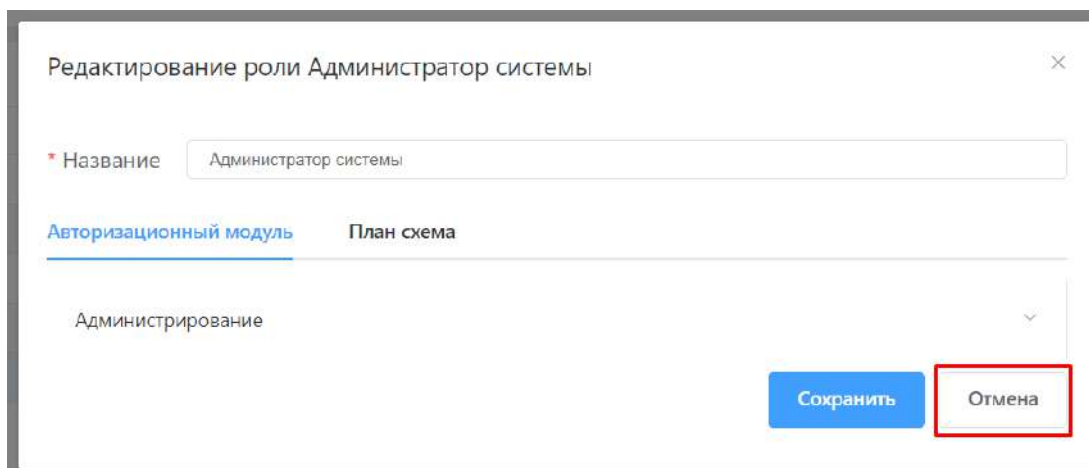 Редактирование роли Администратор системы
* Название Администратор системы
Авторизационный модуль План схема
Администрирование
Сохранить Отмена